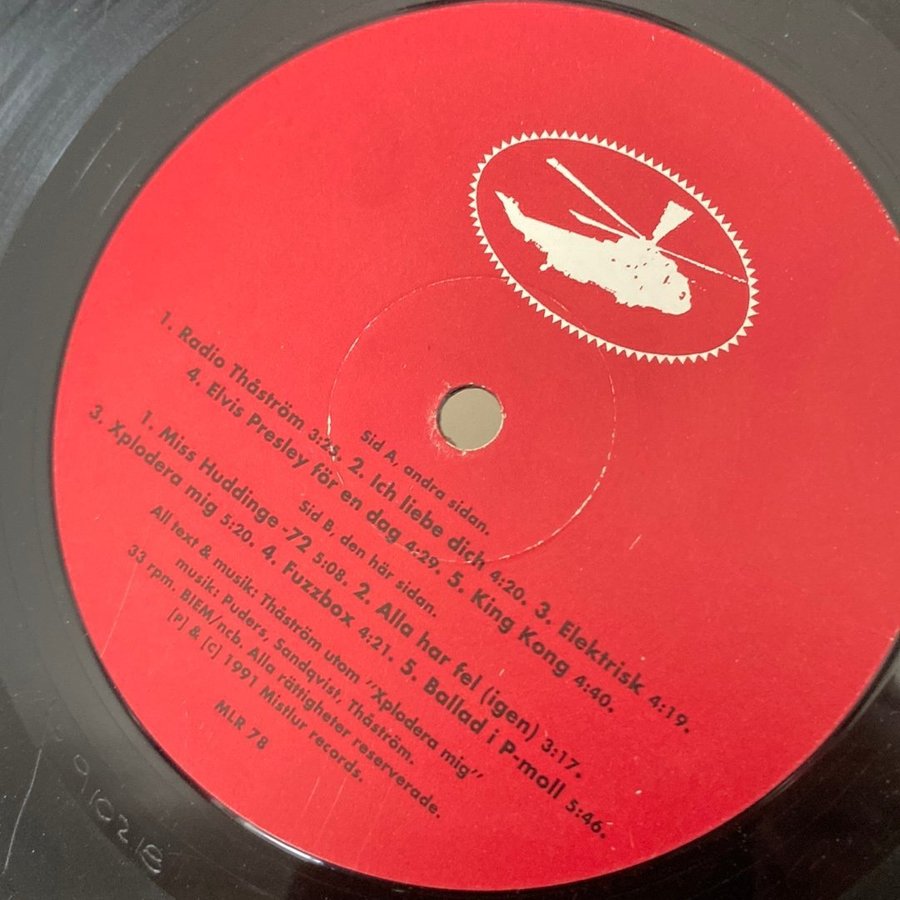 Sid A, andra sidan.
1. Radio Thåström 3:25. 2. Ich liebe dich 4:20. 3. Elektrisk 4:19.
4. Elvis Presley för en dag 4:29. 5. King Kong 4:40.
Sid B, den här sidan.
1. Miss Huddinge -72 5:08. 2. Alla har fel (igen) 3:17.
3. Xplodera mig 5:20. 4. Fuzzbox 4:21. 5. Ballad i P-moll 5:46.
All text & musik: Thåström utom "Xplodera mig"
musik: Puders, Sandqvist, Thåström.
33 rpm. BIEM/ncb. Alla rättigheter reserverade.
[P] & [C] 1991 Mistlur records.
MLR 78
910218